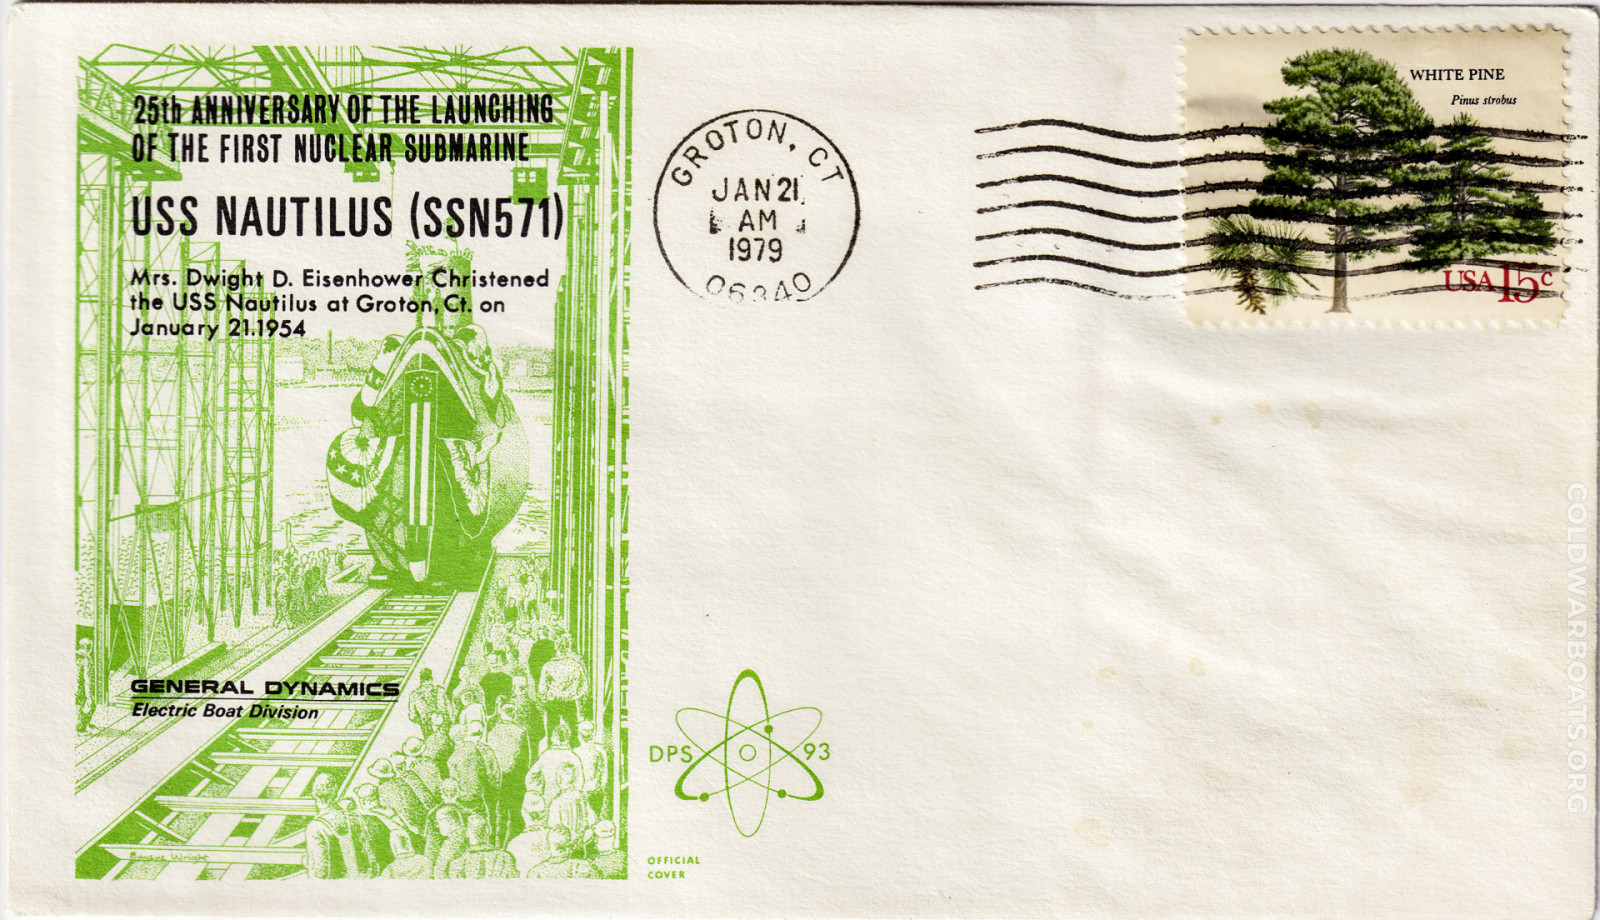 25th ANNIVERSARY OF THE LAUNCHING
OF THE FIRST NUCLEAR SUBMARINE
USS NAUTILUS (SSN571)
Mrs. Dwight D. Eisenhower Christened
the USS Nautilus at Groton, Ct. on
January 21.1954
GENERAL DYNAMICS
Electric Boat Division
Wright
GROTON, CT
JAN 21
AM
1979
06340
WHITE PINE
Pinus strobus
USA 15c
DPS 93
OFFICIAL
COVER
COLDWARBOATS.ORG